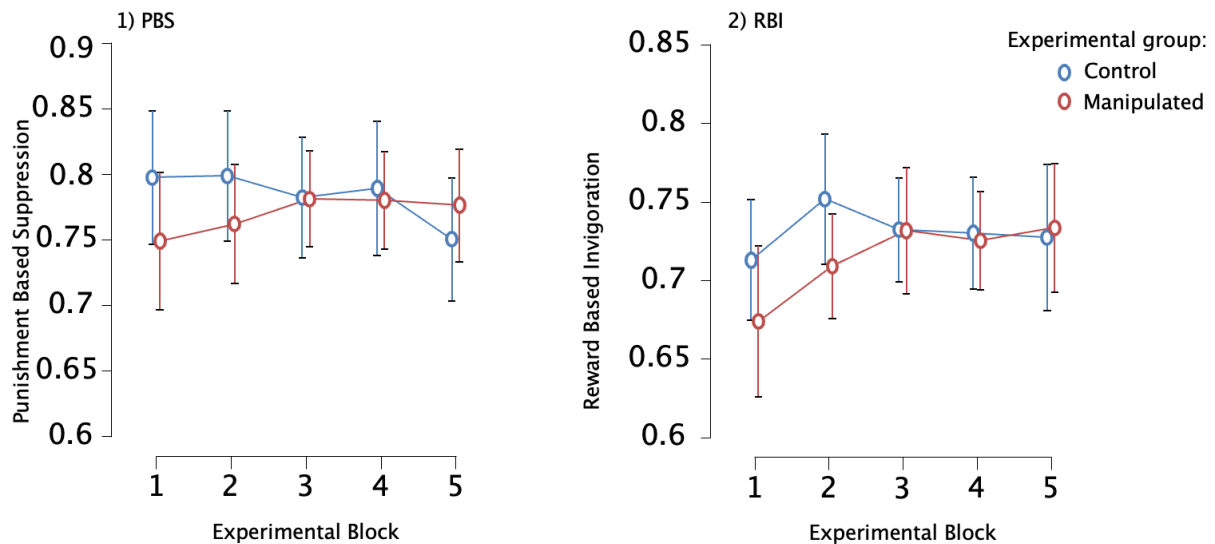 1) PBS
Punishment Based Suppression
0.9
0.85
0.8
0.75
0.7
0.65
0.6
1 2 3 4 5
Experimental Block
2) RBI
Reward Based Invigoration
0.85
0.8
0.75
0.7
0.65
0.6
1 2 3 4 5
Experimental Block
Experimental group:
Control
Manipulated